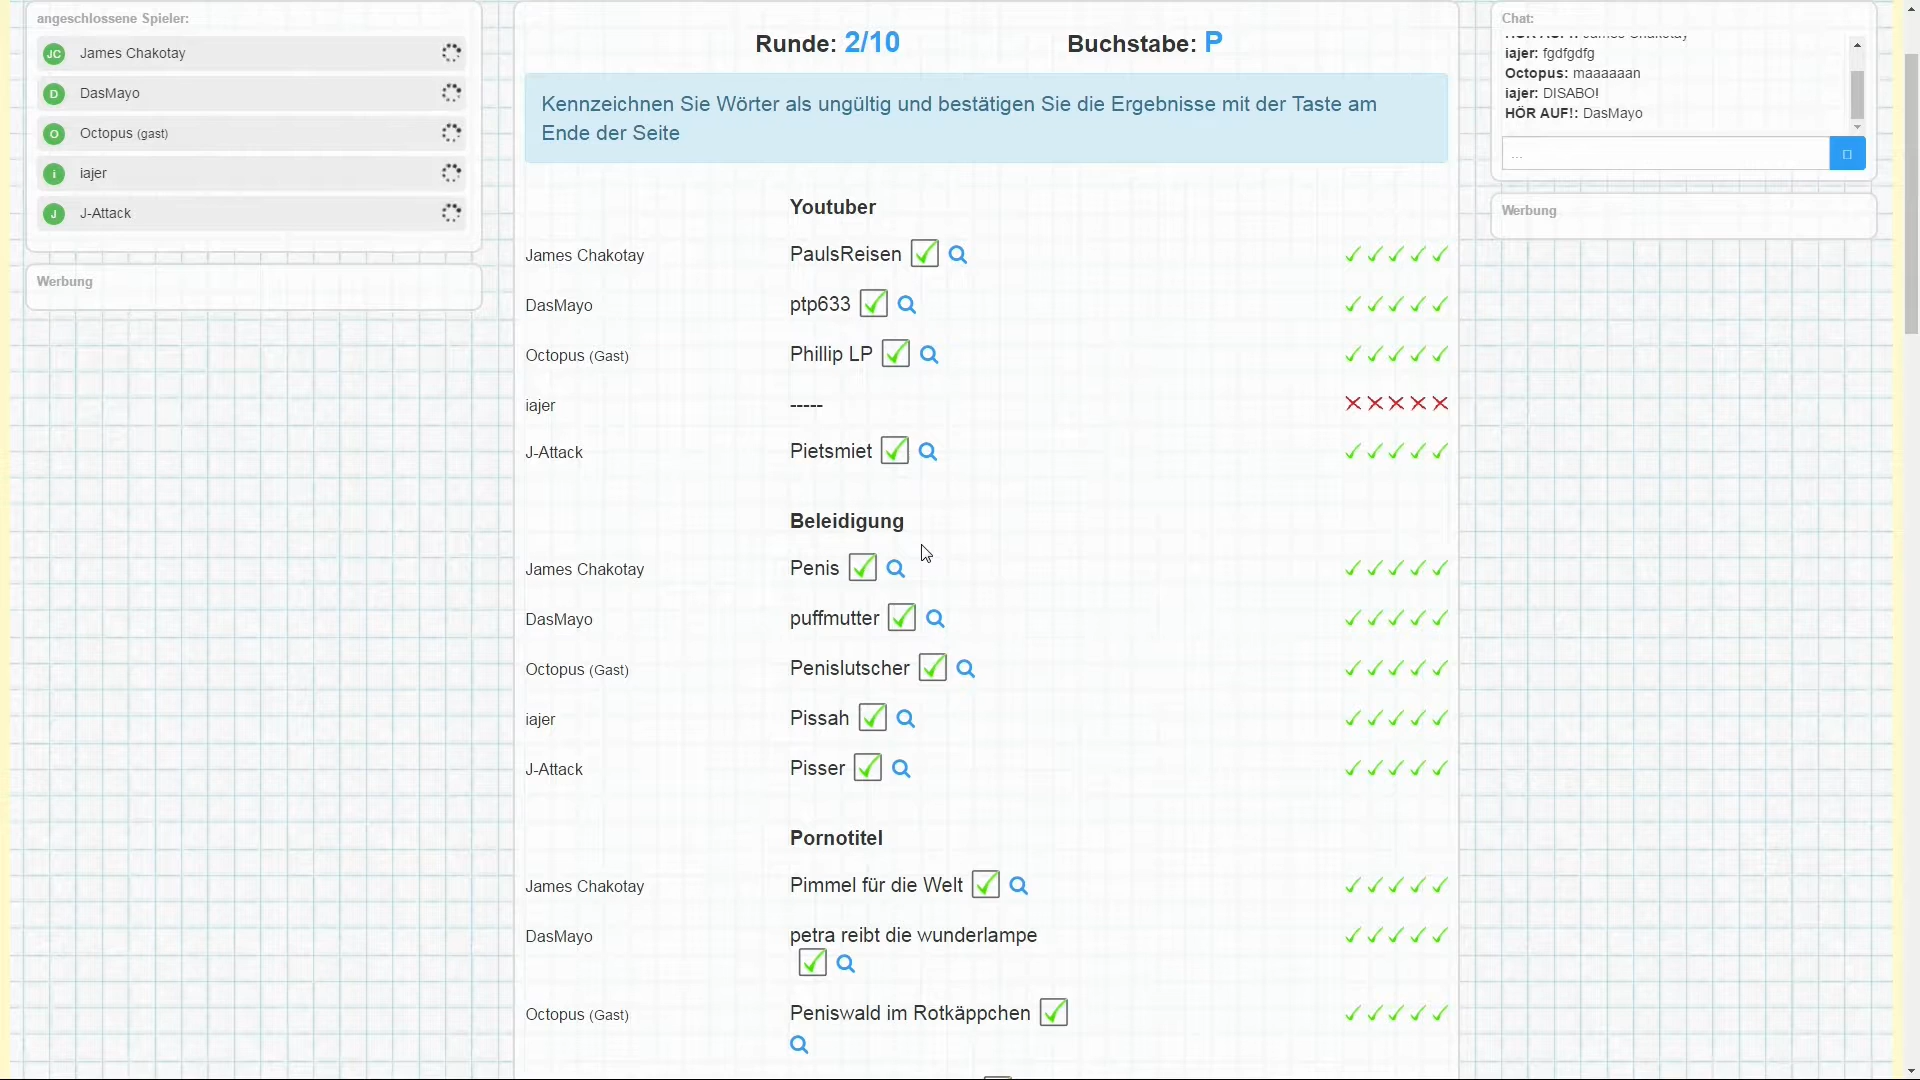 angeschlossene Spieler:
JC James Chakotay
D DasMayo
O Octopus (gast)
i iajer
J J-Attack
Werbung
Runde: 2/10 Buchstabe: P
Kennzeichnen Sie Wörter als ungültig und bestätigen Sie die Ergebnisse mit der Taste am
Ende der Seite
Youtuber
James Chakotay PaulsReisen
DasMayo ptp633
Octopus (Gast) Phillip LP
iajer -----
J-Attack Pietsmiet
Beleidigung
James Chakotay Penis
DasMayo puffmutter
Octopus (Gast) Penislutscher
iajer Pissah
J-Attack Pisser
Pornotitel
James Chakotay Pimmel für die Welt
DasMayo petra reibt die wunderlampe
Octopus (Gast) Peniswald im Rotkäppchen
Chat:
HÖR AUF!: James Chakotay
iajer: fgdfgdfg
Octopus: maaaaaan
iajer: DISABO!
HÖR AUF!: DasMayo
...
Werbung